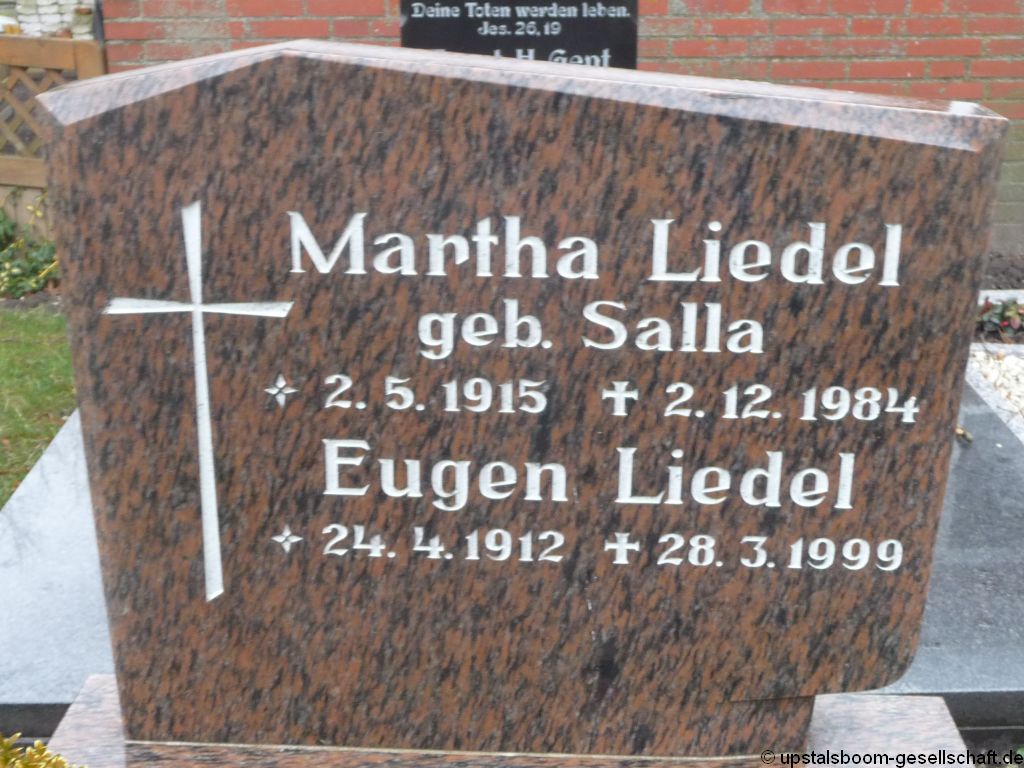 Deine Toten werden leben.
Jes. 26,19
H. Gent
Martha Liedel
geb. Salla
2. 5. 1915 2. 12. 1984
Eugen Liedel
24. 4. 1912 28. 3. 1999
© upstalsboom-gesellschaft.de